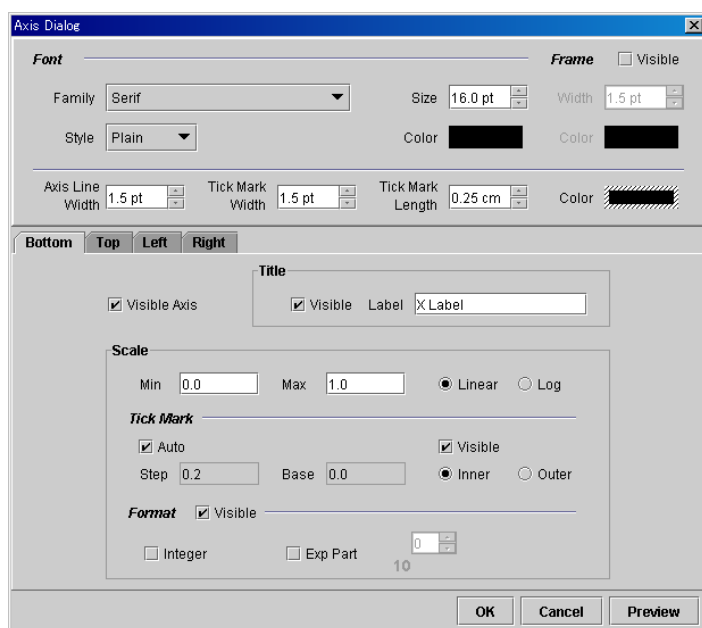 Axis Dialog
Font Frame Visible
Family Serif Size 16.0 pt Width 1.5 pt
Style Plain Color Color
Axis Line Width 1.5 pt Tick Mark Width 1.5 pt Tick Mark Length 0.25 cm Color
Bottom Top Left Right
Title
Visible Axis Visible Label X Label
Scale
Min 0.0 Max 1.0 Linear Log
Tick Mark
Auto Visible
Step 0.2 Base 0.0 Inner Outer
Format Visible
Integer Exp Part 0
10
OK Cancel Preview